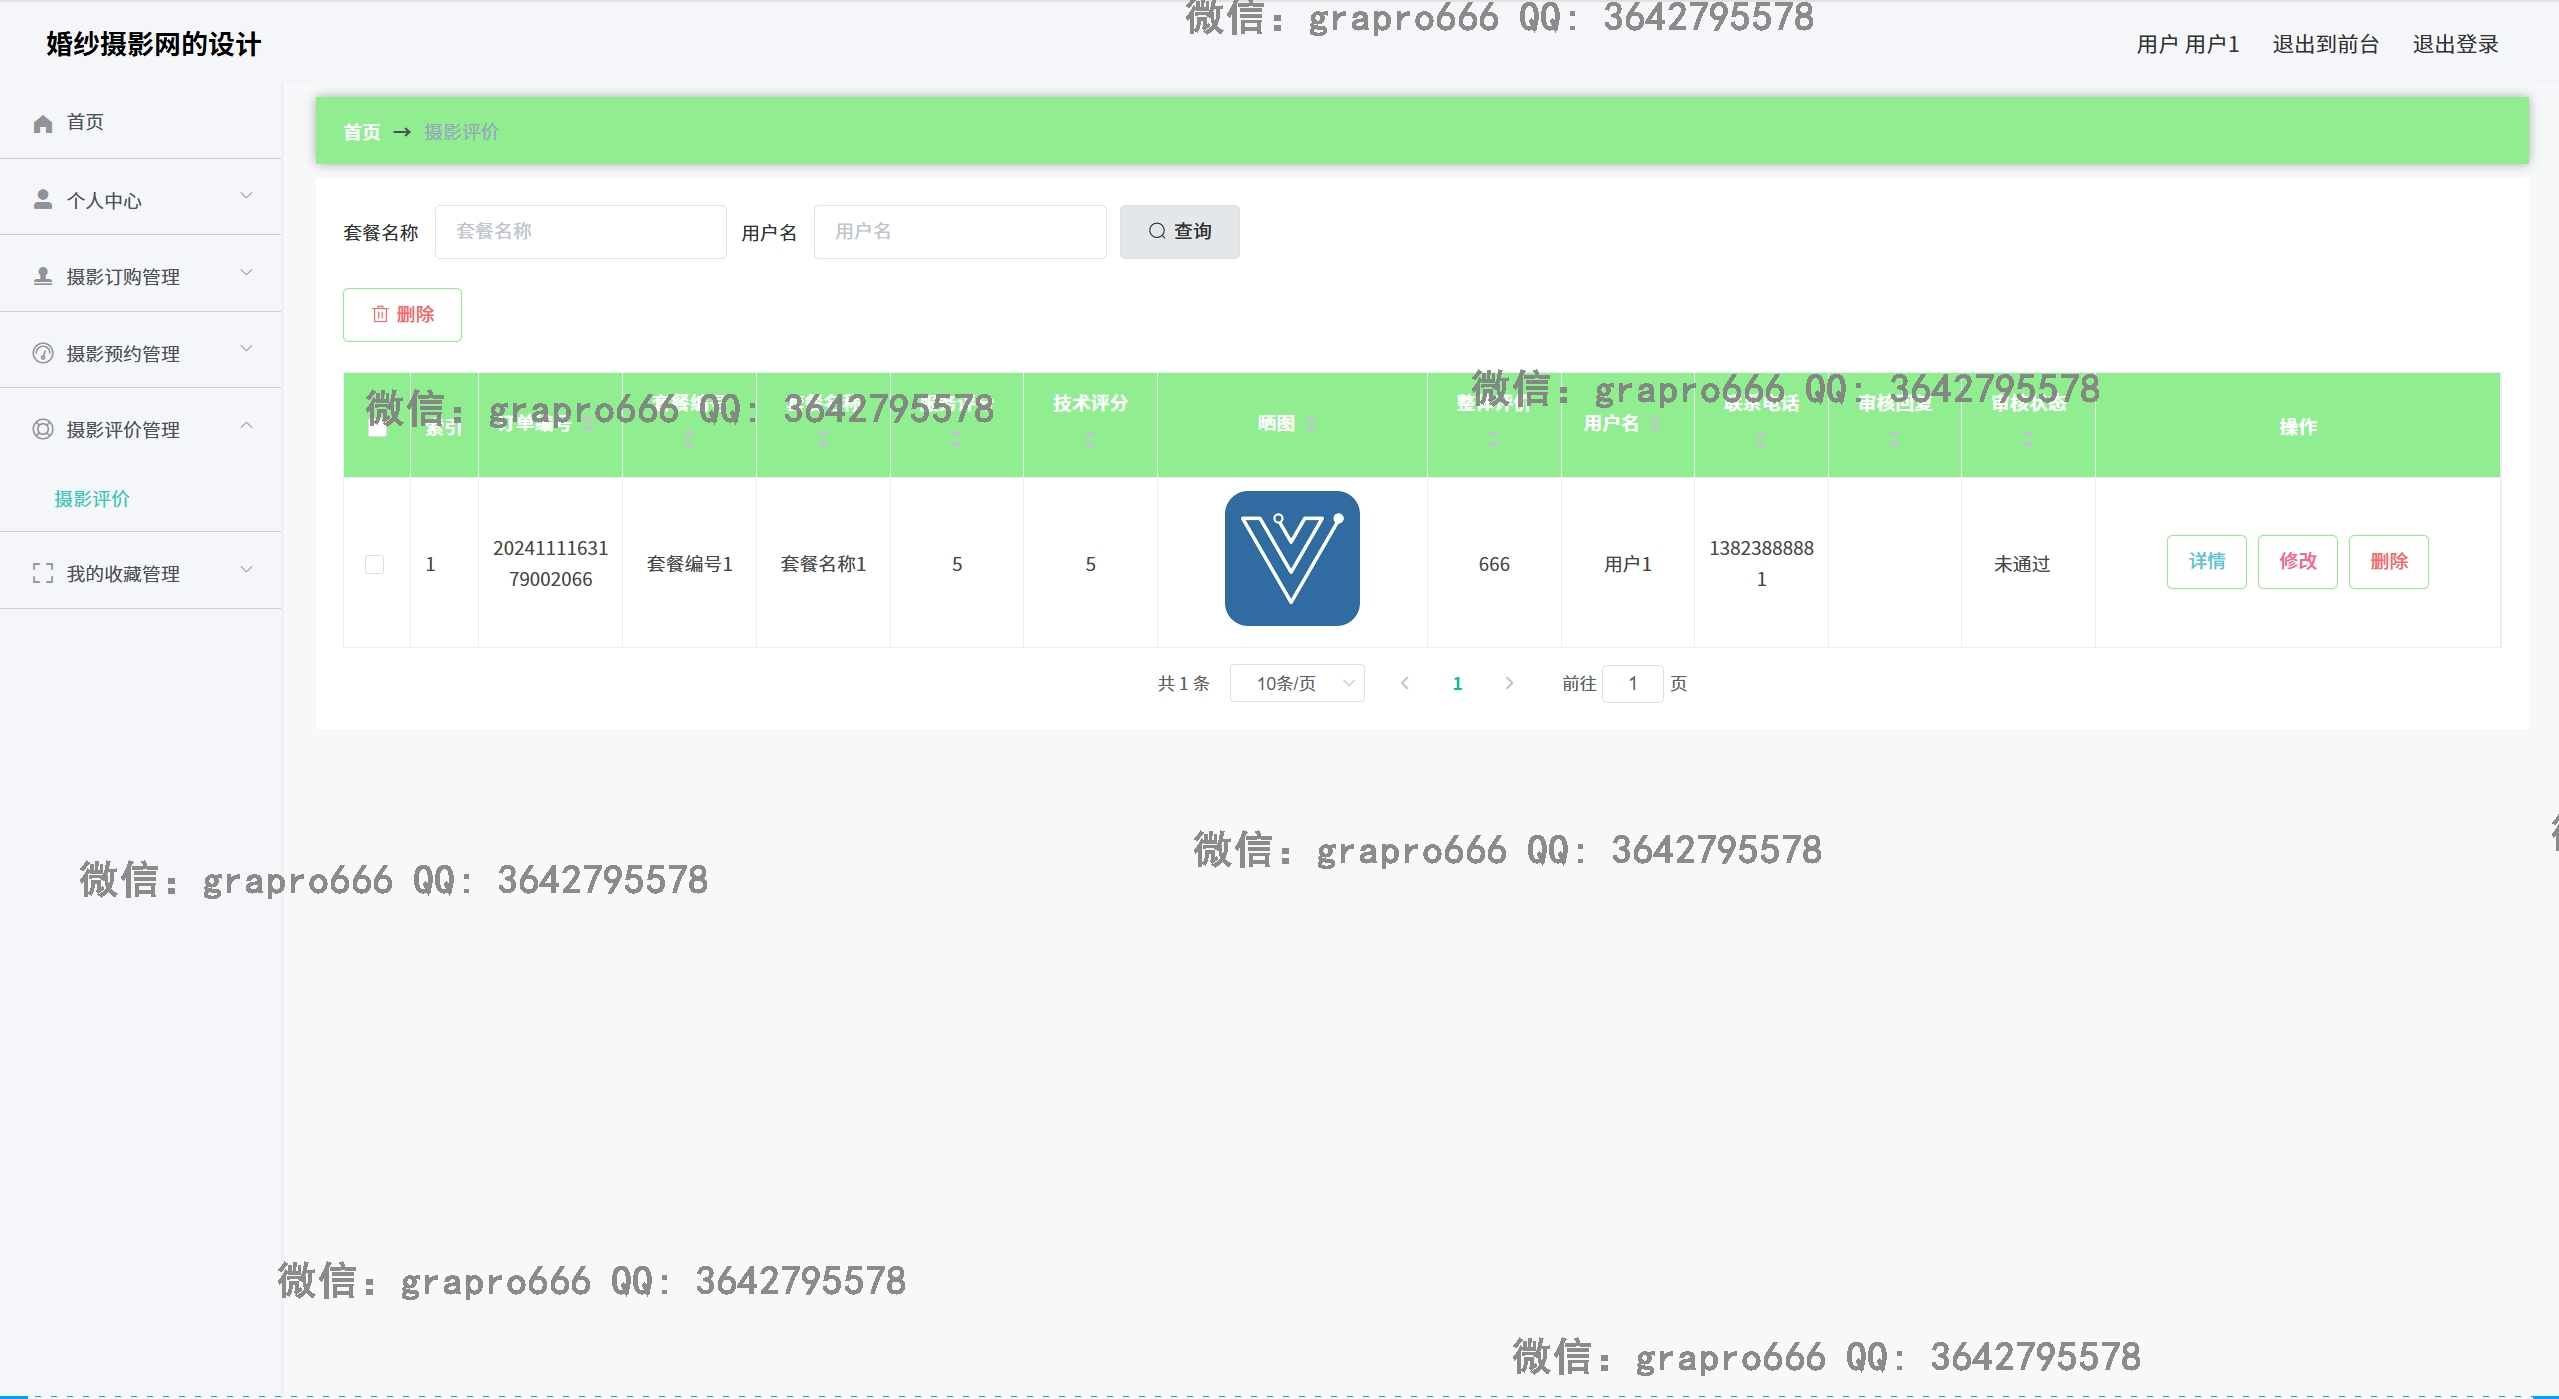 微信: grapro666 QQ: 3642795578
婚纱摄影网的设计
用户 用户1 退出到前台 退出登录
首页
个人中心
摄影订购管理
摄影预约管理
摄影评价管理
摄影评价
我的收藏管理
首页 → 摄影评价
套餐名称 套餐名称 用户名 用户名 查询
删除
微信: grapro666 QQ: 3642795578
微信: grapro666 QQ: 3642795578
索引 订单编号 套餐编号 套餐名称 技术评分 晒图 整体评价 用户名 联系电话 审核回复 审核状态 操作
1 20241111631 套餐编号1 套餐名称1 5 5 666 用户1 1382388888 未通过 详情 修改 删除
79002066 1
共 1 条 10条/页 1 前往 1 页
微信: grapro666 QQ: 3642795578
微信: grapro666 QQ: 3642795578
微信: grapro666 QQ: 3642795578
微信: grapro666 QQ: 3642795578